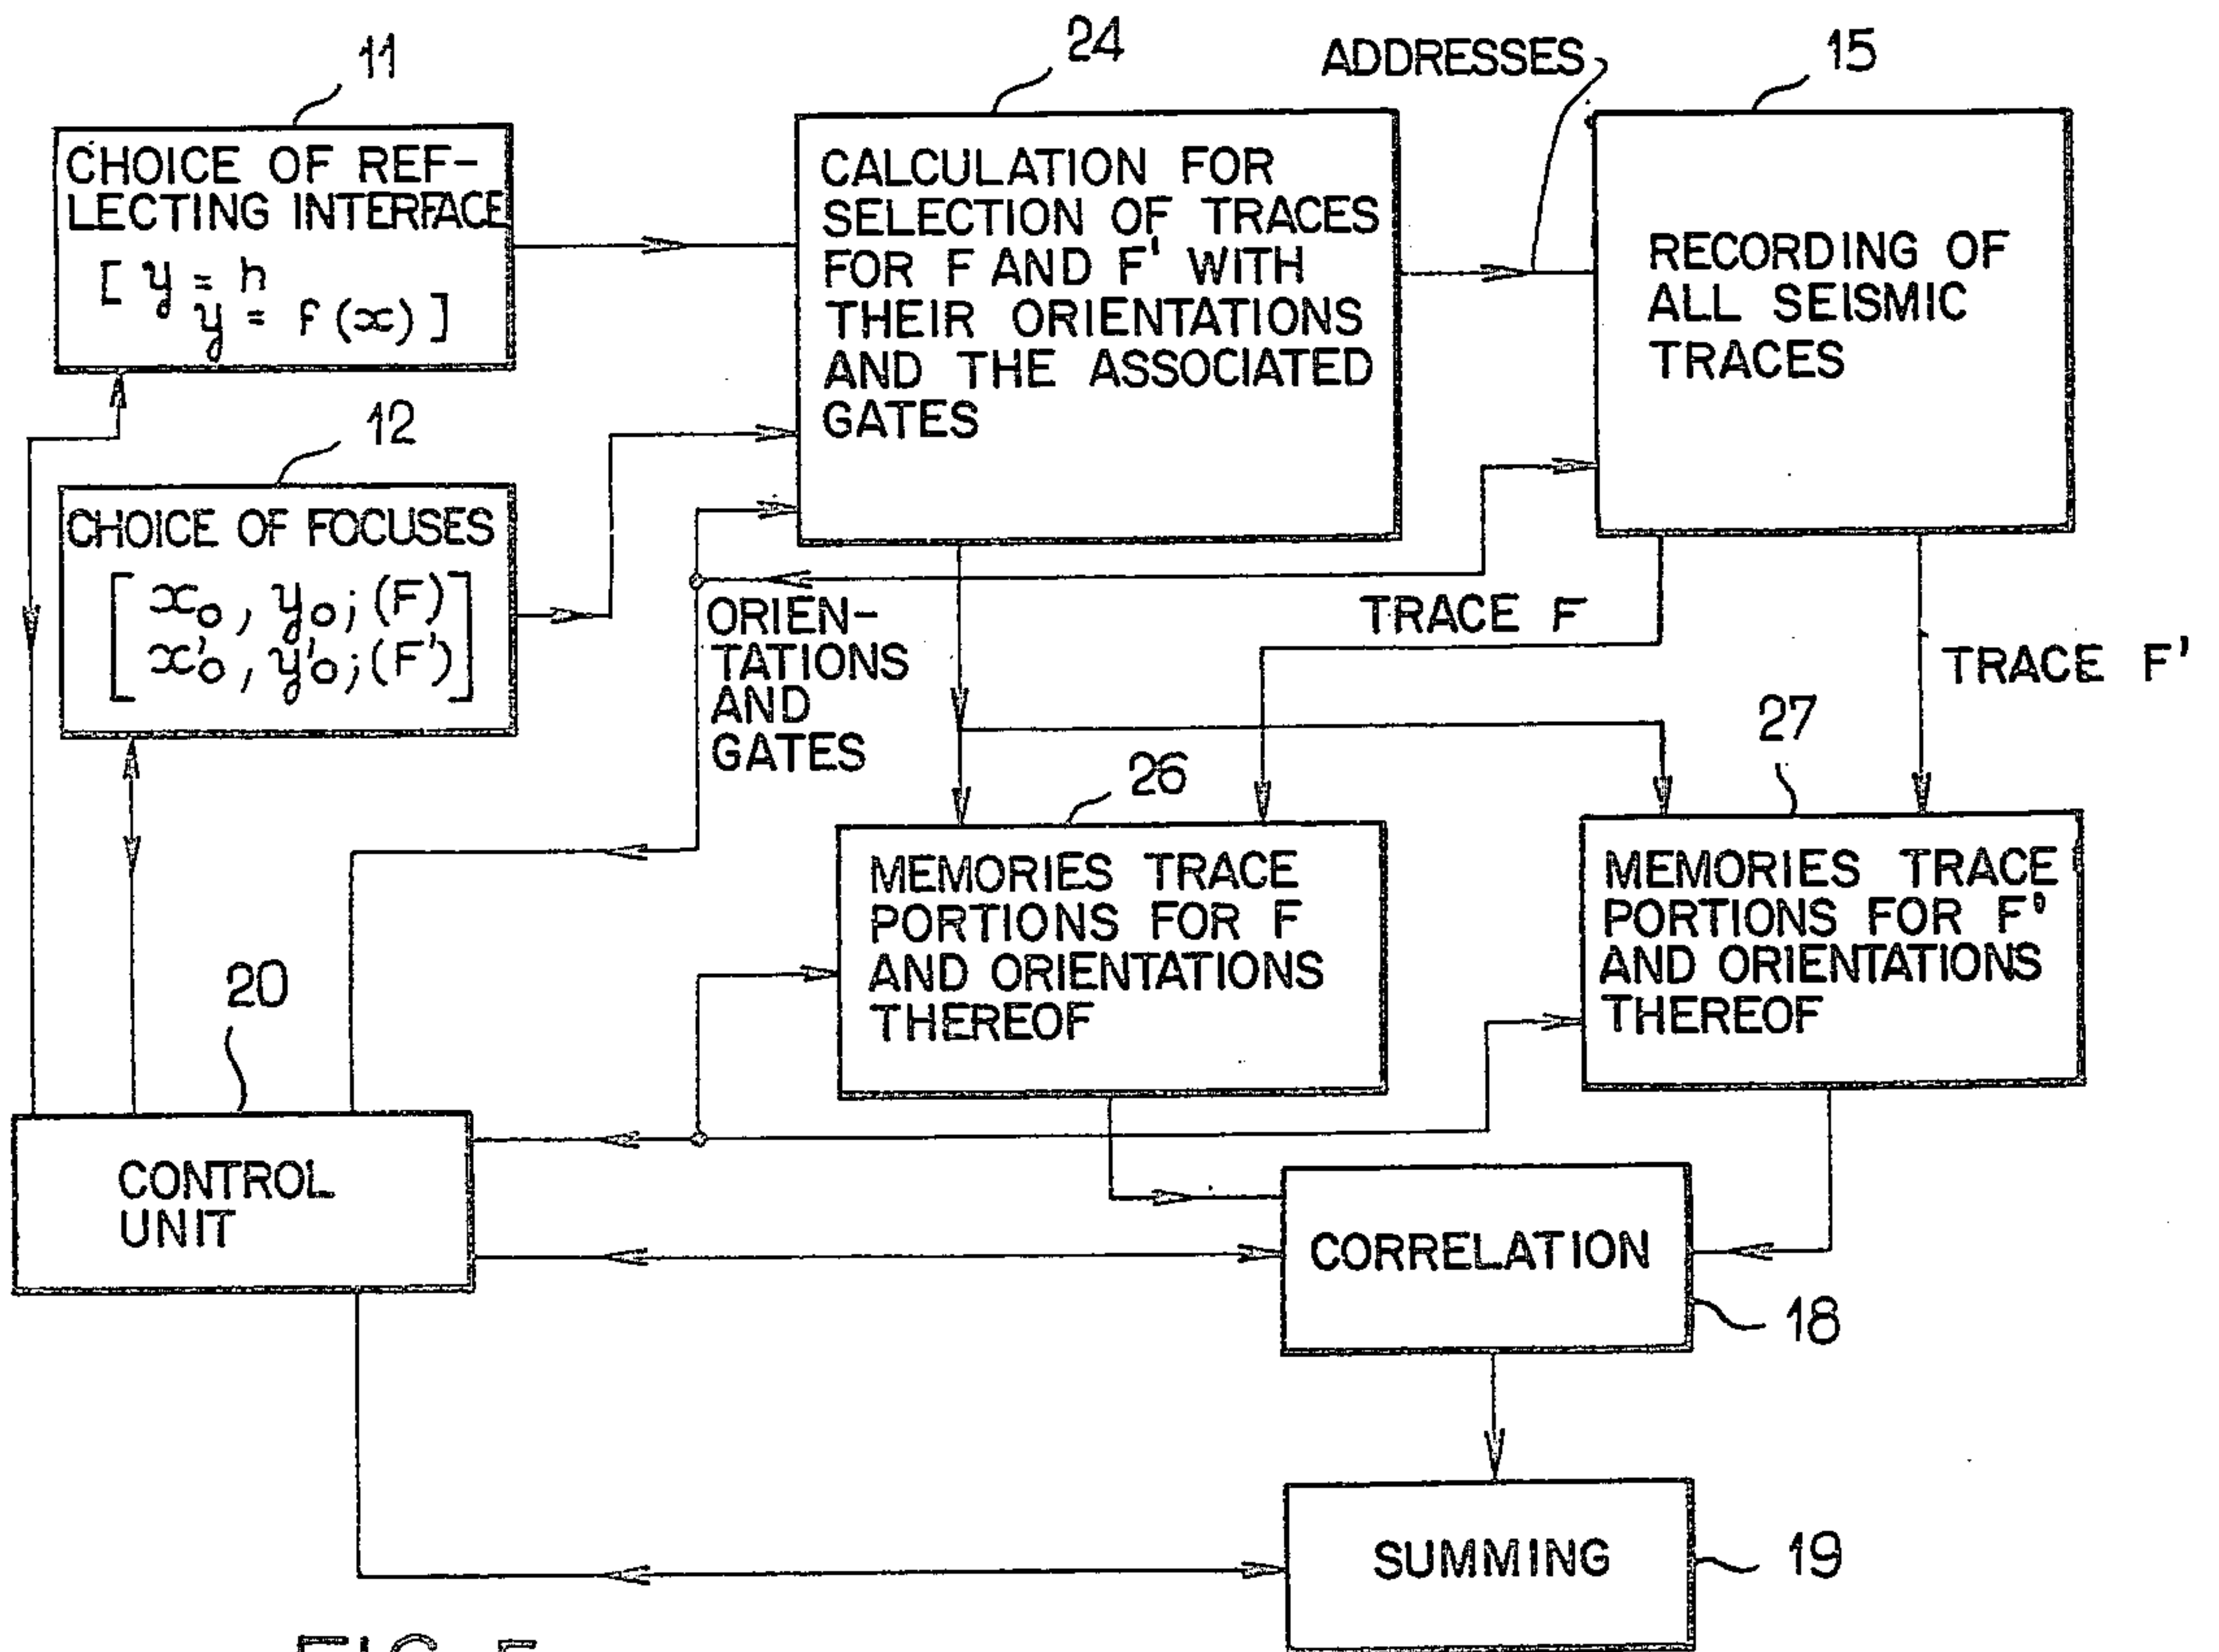 11
CHOICE OF REF-
LECTING INTERFACE
[ y = h
y = f (x) ]
12
CHOICE OF FOCUSES
[ x₀, y₀; (F)
x'₀, y'₀; (F') ]
24
CALCULATION FOR
SELECTION OF TRACES
FOR F AND F' WITH
THEIR ORIENTATIONS
AND THE ASSOCIATED
GATES
ADDRESSES
15
RECORDING OF
ALL SEISMIC
TRACES
ORIEN-
TATIONS
AND
GATES
TRACE F
TRACE F'
26
MEMORIES TRACE
PORTIONS FOR F
AND ORIENTATIONS
THEREOF
27
MEMORIES TRACE
PORTIONS FOR F'
AND ORIENTATIONS
THEREOF
20
CONTROL
UNIT
CORRELATION
18
SUMMING
19